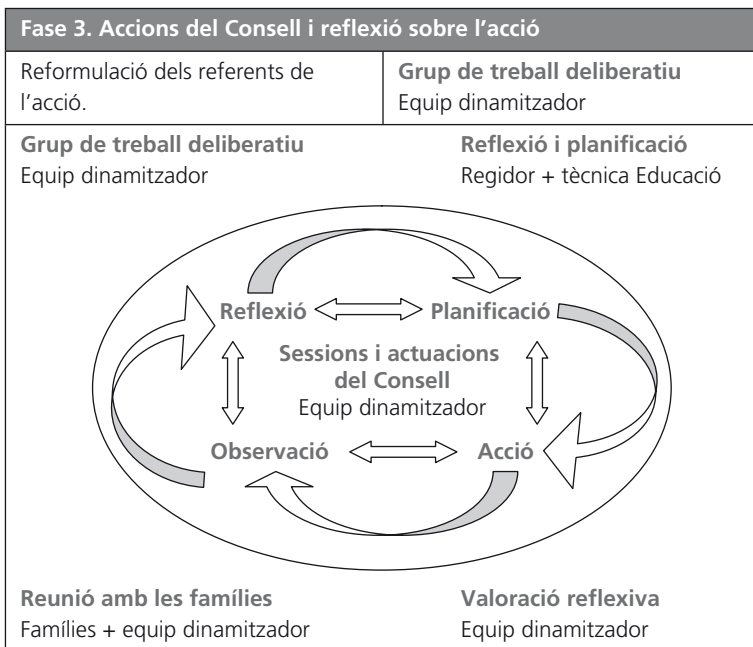 Fase 3. Accions del Consell i reflexió sobre l’acció
Reformulació dels referents de
l’acció.
Grup de treball deliberatiu
Equip dinamitzador
Grup de treball deliberatiu
Equip dinamitzador
Reflexió i planificació
Regidor + tècnica Educació
Reflexió
Planificació
Sessions i actuacions
del Consell
Equip dinamitzador
Observació
Acció
Reunió amb les famílies
Famílies + equip dinamitzador
Valoració reflexiva
Equip dinamitzador